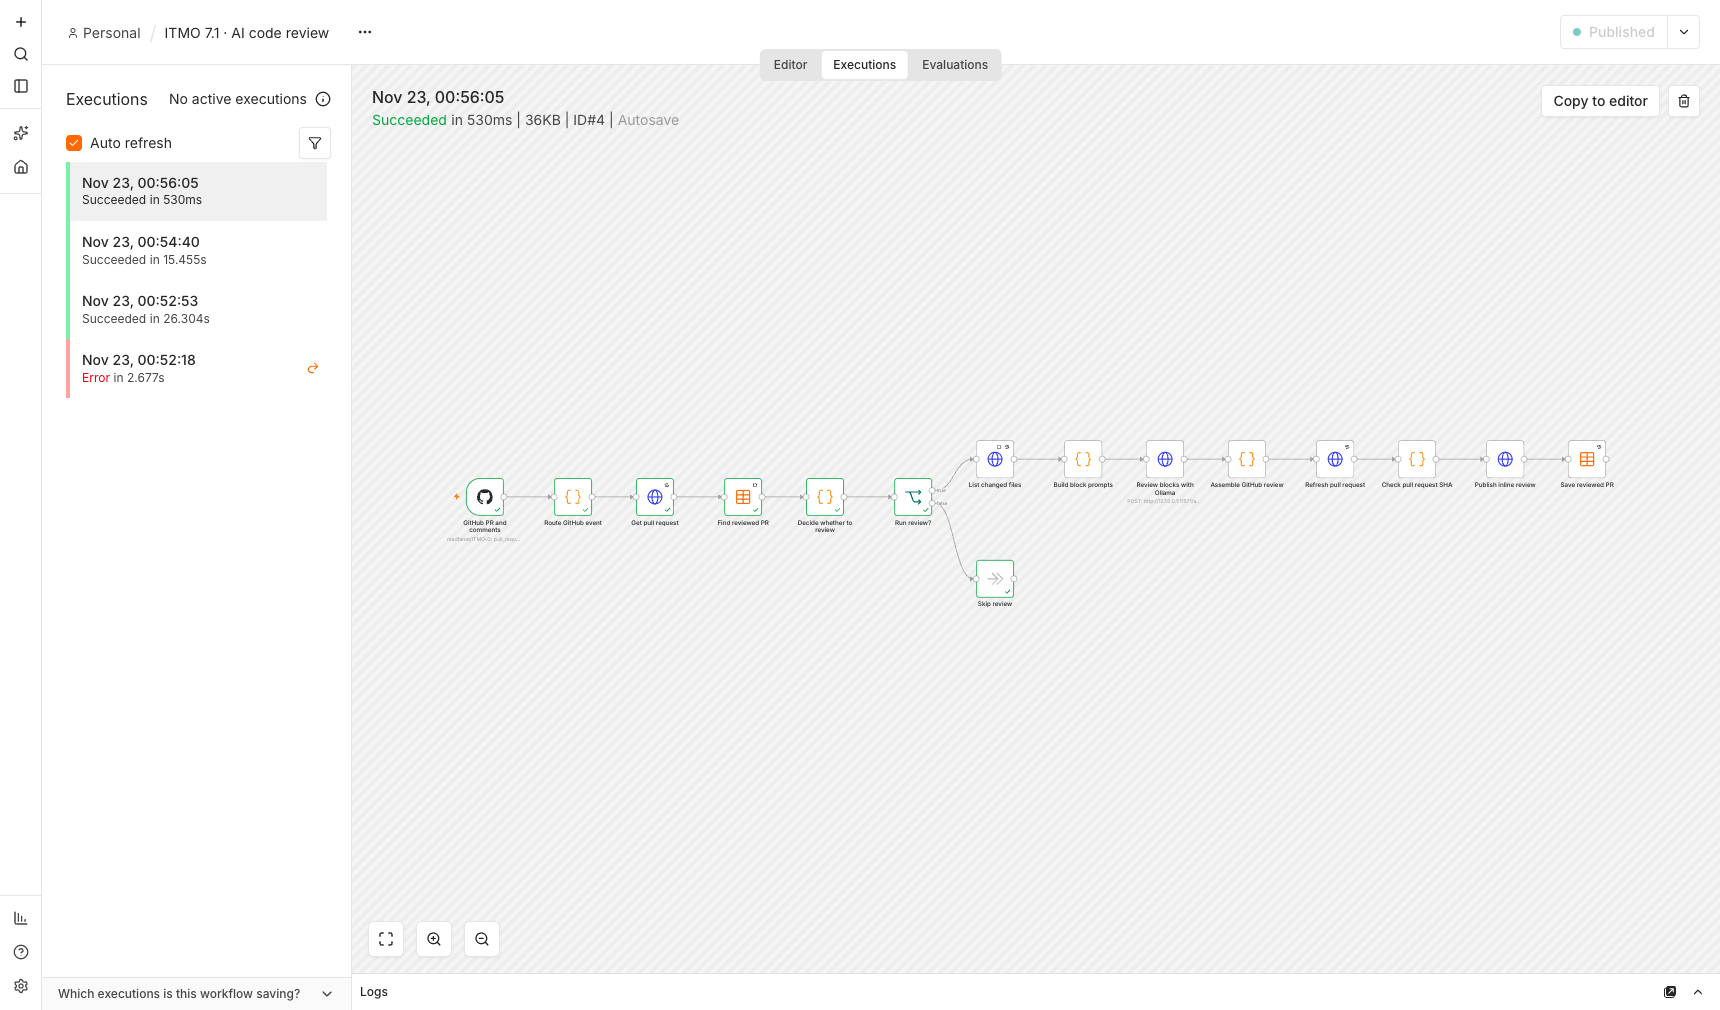 Personal / ITMO 7.1 · AI code review
Published
Editor
Executions
Evaluations
Executions
No active executions
Auto refresh
Nov 23, 00:56:05
Succeeded in 530ms
Nov 23, 00:54:40
Succeeded in 15.455s
Nov 23, 00:52:53
Succeeded in 26.304s
Nov 23, 00:52:18
Error in 2.677s
Which executions is this workflow saving?
Nov 23, 00:56:05
Succeeded in 530ms | 36KB | ID#4 | Autosave
Copy to editor
GitHub PR and
comments
Route GitHub event
Get pull request
Find reviewed PR
Decide whether to
review
Run review?
true
false
List changed files
Build block prompts
Review blocks with
Ollama
Assemble GitHub review
Refresh pull request
Check pull request SHA
Publish inline review
Save reviewed PR
Skip review
Logs